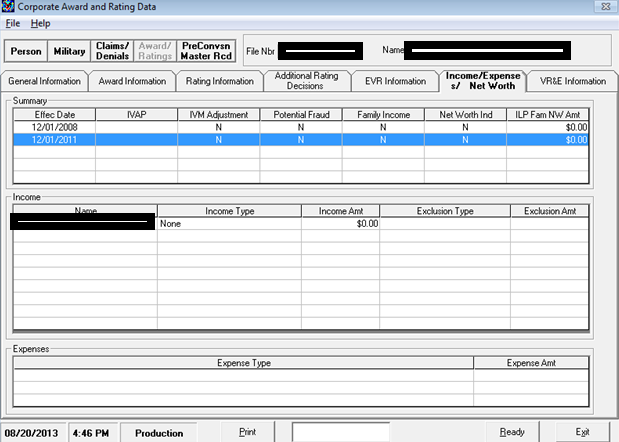 Corporate Award and Rating Data
File Help
Person Military Claims/ Denials Award/ Ratings PreConvsn Master Rcd File Nbr Name
General Information Award Information Rating Information Additional Rating Decisions EVR Information Income/Expense s/ Net Worth VR&E Information
Summary
Effec Date IVAP IVM Adjustment Potential Fraud Family Income Net Worth Ind ILP Fam NW Amt
12/01/2008 N N N N $0.00
12/01/2011 N N N N $0.00
Income
Name Income Type Income Amt Exclusion Type Exclusion Amt
None $0.00
Expenses
Expense Type Expense Amt
08/20/2013 4:46 PM Production Print Ready Exit